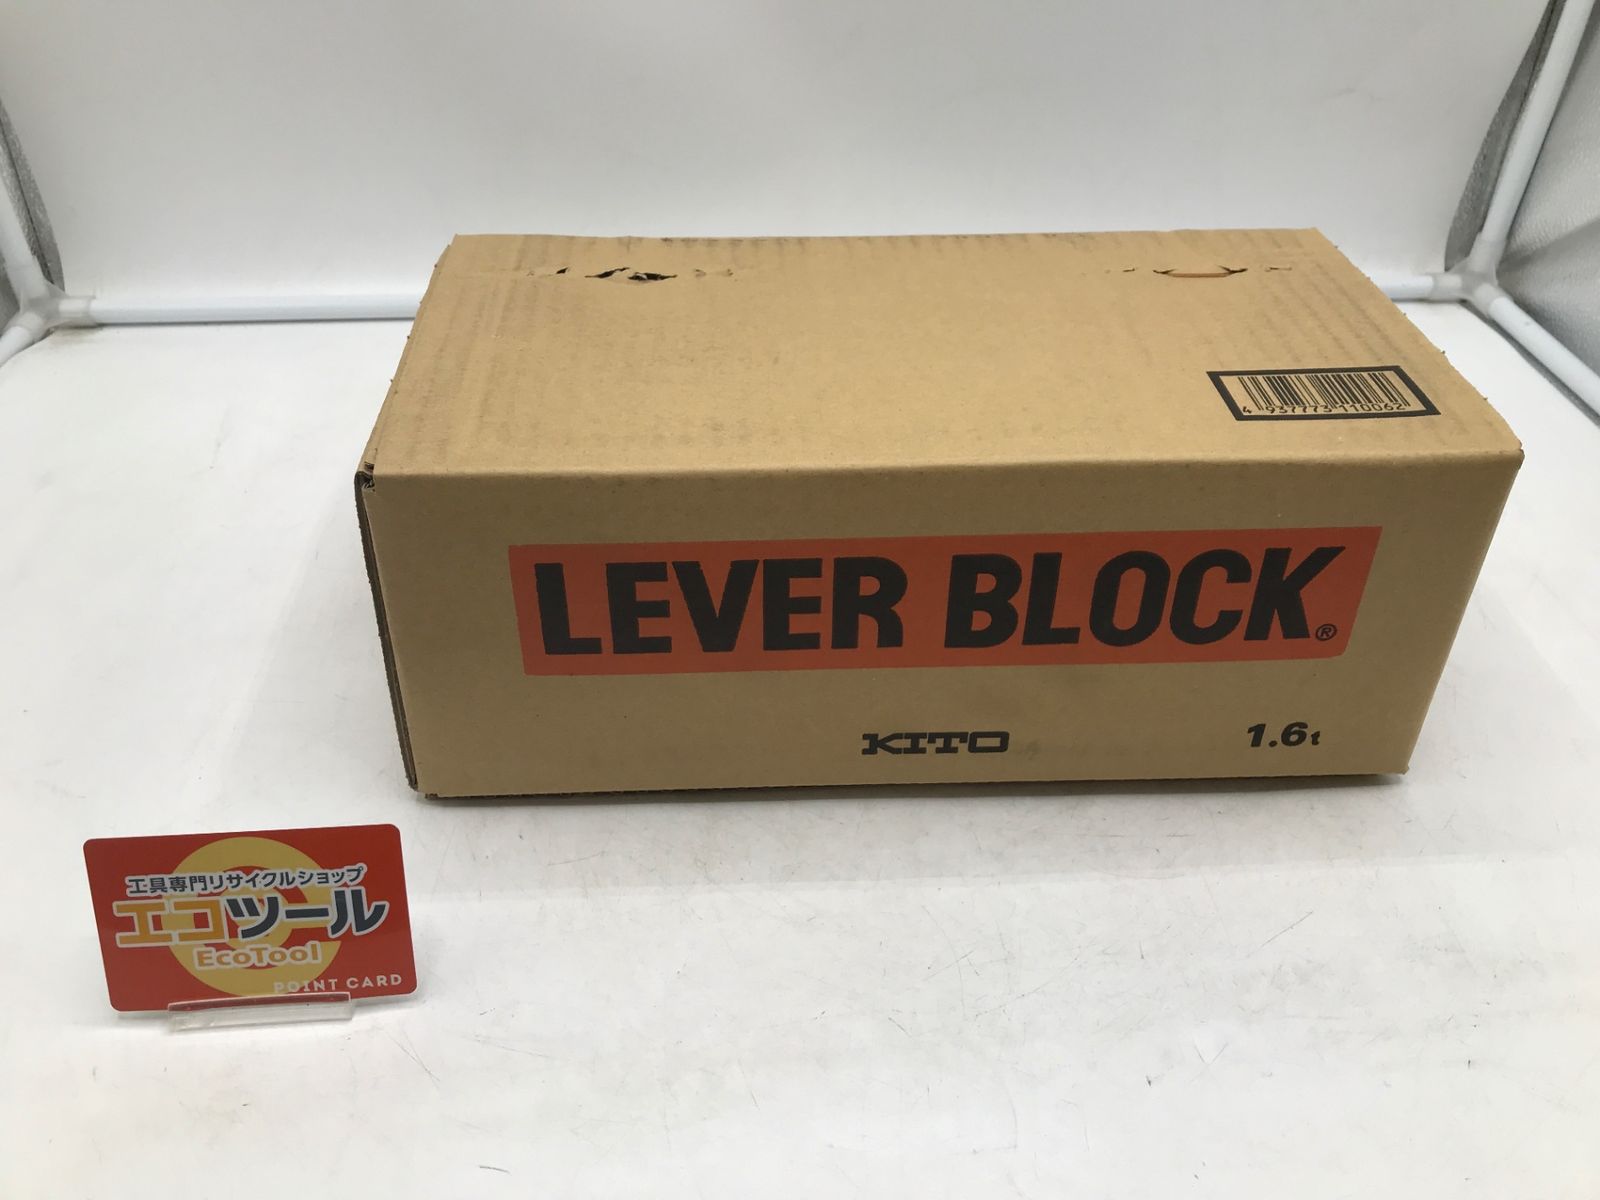 4 937773 110062
LEVER BLOCK®
KITO
1.6t
工具専門リサイクルショップ
エコツール
EcoTool
POINT CARD